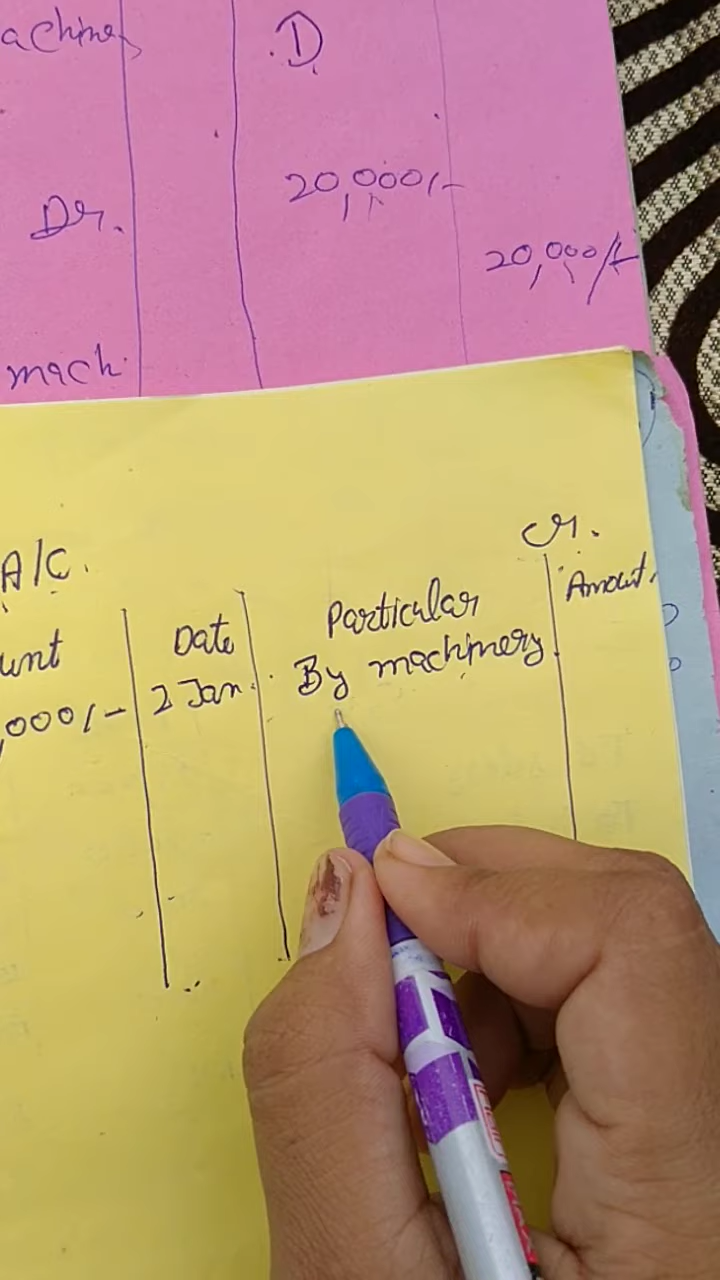 achine
D
Dr.
20,000/-
20,000/-
mach.
A/C.
Cr.
unt
Date
Particular
Amount.
,000/-
2 Jan.
By machinery.